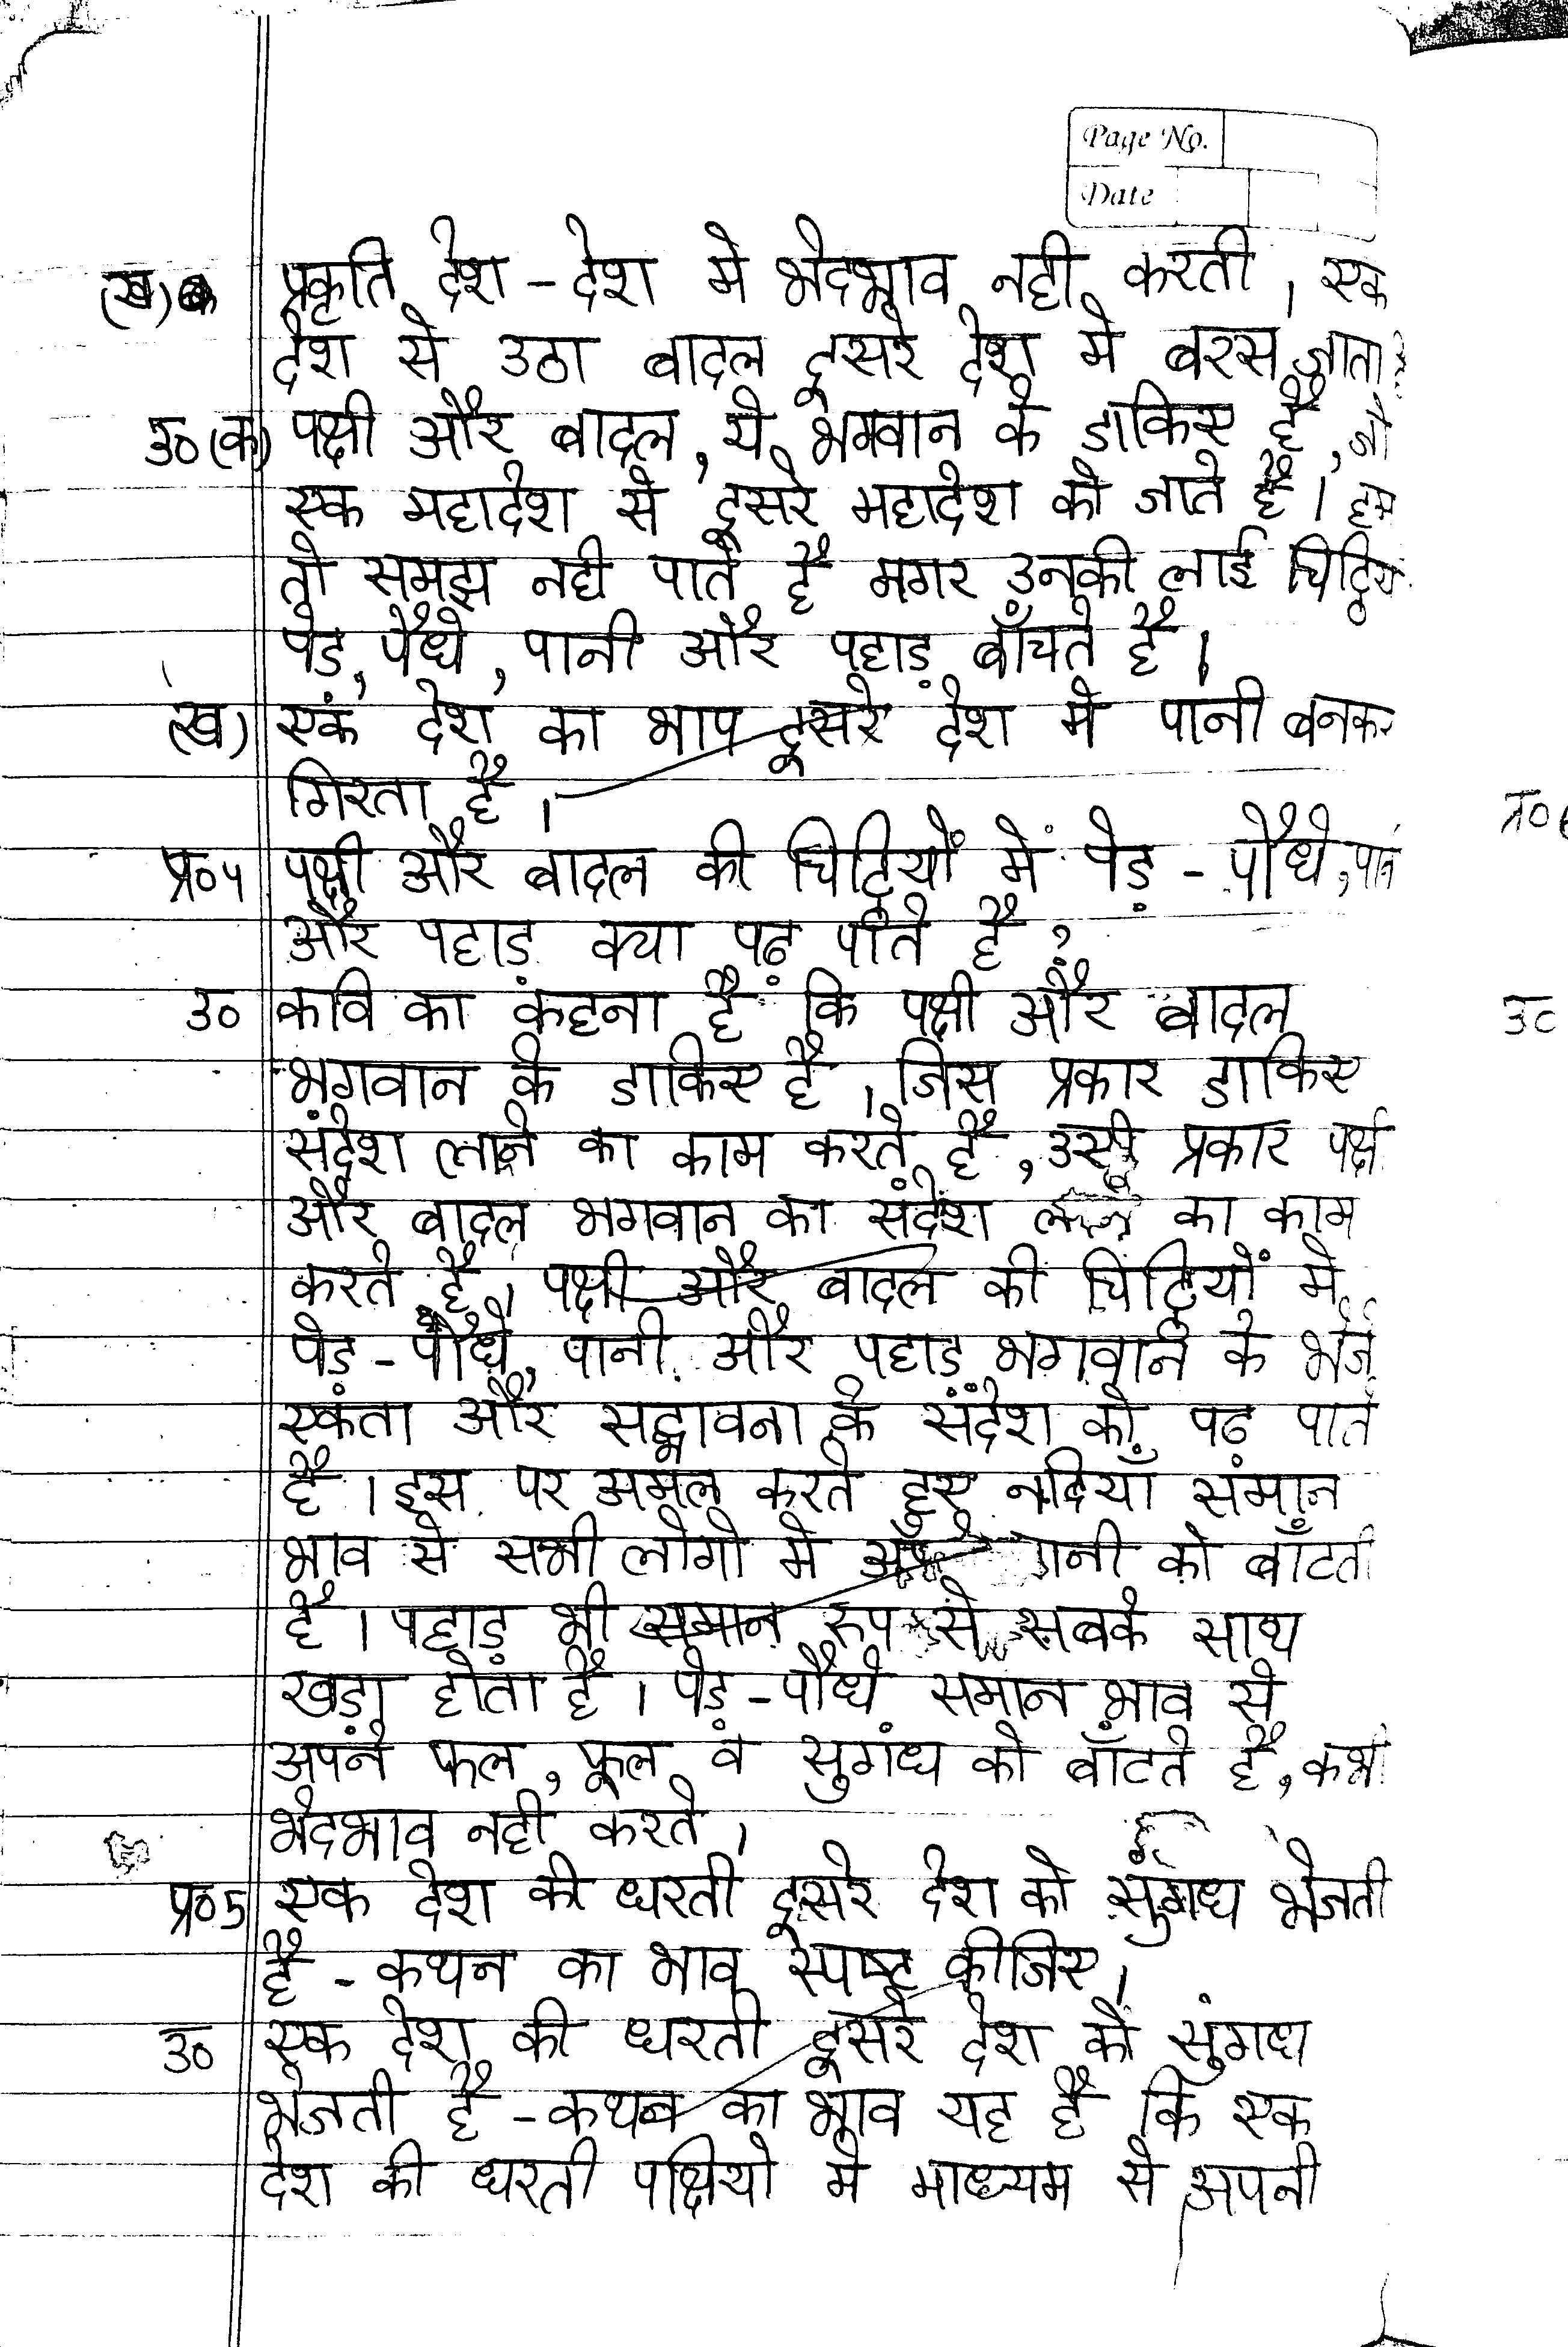 Page No.
Date
(ख) प्रकृति देश - देश मे भेदभाव नही करती । एक
देश से उठा बादल दूसरे देश मे बरस जाता
उ० (क) पक्षी और बादल, ये भगवान के डाकिए हैं, जो
एक महादेश से दूसरे महादेश को जाते हैं। हम
तो समझ नही पाते हैं मगर उनकी लाई चिट्ठियाँ
पेड़, पैधे, पानी और पहाड़ बाँचते है।
(ख) एक देश का भाप दूसरे देश मे पानी बनकर
गिरता है।
प्र०4 पक्षी और बादल की चिट्ठियों में पेड़ - पौधे,
और पहाड़ क्या पढ़ पाते हैं?
उ० कवि का कहना है कि पक्षी और बादल
भगवान के डाकिए है। जिस प्रकार डाकिए
संदेश लाने का काम करते हैं, उसी प्रकार
और बादल भगवान का संदेश लाने का काम
करते है। पक्षी और बादल की चिट्ठियों मे
पेड़ - पौधे, पानी और पहाड़ भगवान के भेजे
एकता और सद्भावना के संदेश को पढ़ पाते
हैं। इस पर अमल करते हुए नदियाँ समान
भाव से सभी लोगो मे पानी को बाँटती
है। पहाड़ भी समान रुप से सबके साथ
खड़ा होता है। पेड़ - पौधे समान भाव से
अपने फल, फूल व सुगंध को बाँटते हैं, कभी
भेदभाव नही करते।
प्र०5 एक देश की धरती दूसरे देश को सुंगध भेजती
है - कथन का भाव स्पष्ट कीजिए।
उ० एक देश की धरती दूसरे देश को सुंगध
भेजती है - कथन का भाव यह है कि एक
देश की धरती पक्षियो मे माध्यम से अपनी